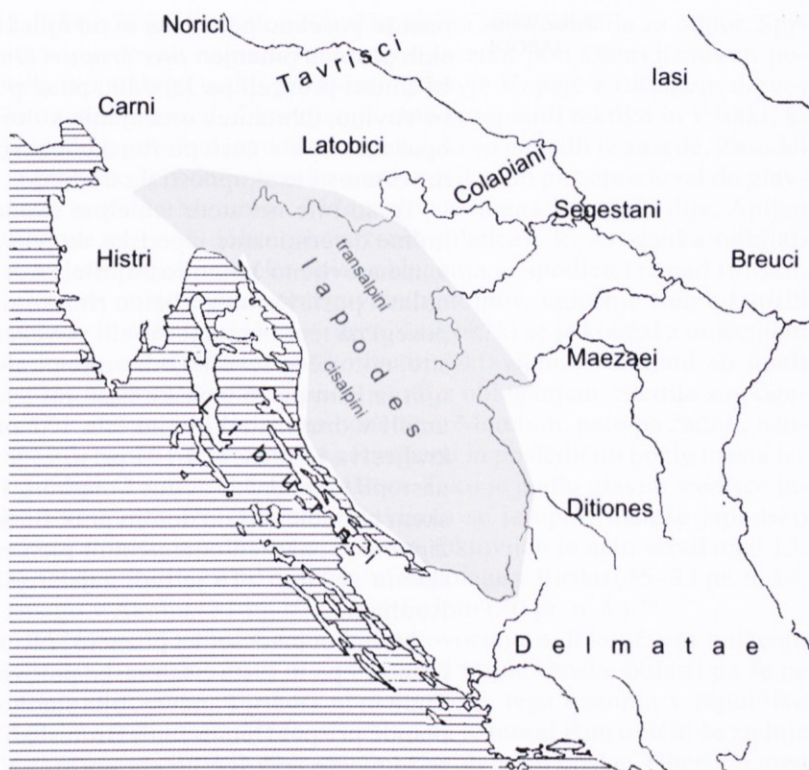 Norici
Tavrisci
Iasi
Carni
Latobici
Colapiani
Segestani
Histri
transalpini
Breuci
Iapodes
cisalpini
Maezaei
Liburni
Ditiones
Delmatae